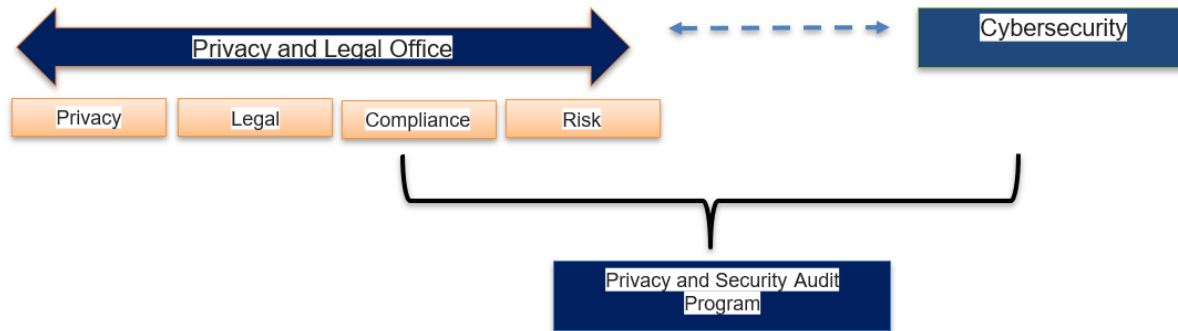 Privacy and Legal Office
Cybersecurity
Privacy
Legal
Compliance
Risk
Privacy and Security Audit
Program